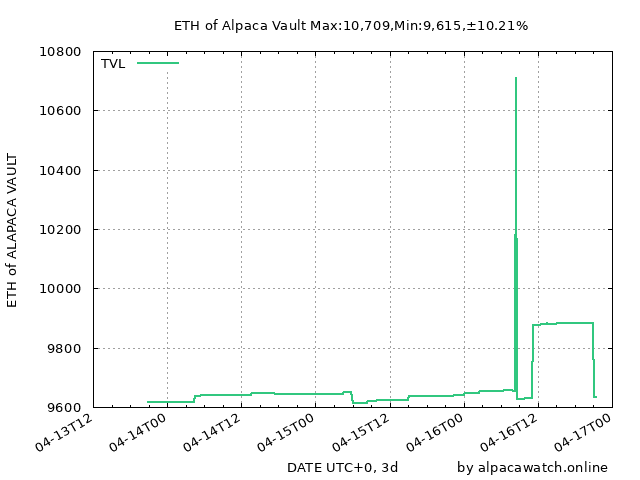 ETH of Alpaca Vault Max:10,709,Min:9,615,±10.21%
TVL
10800
10600
10400
10200
10000
9800
9600
ETH of ALAPACA VAULT
04-13T12
04-14T00
04-14T12
04-15T00
04-15T12
04-16T00
04-16T12
04-17T00
DATE UTC+0, 3d
by alpacawatch.online